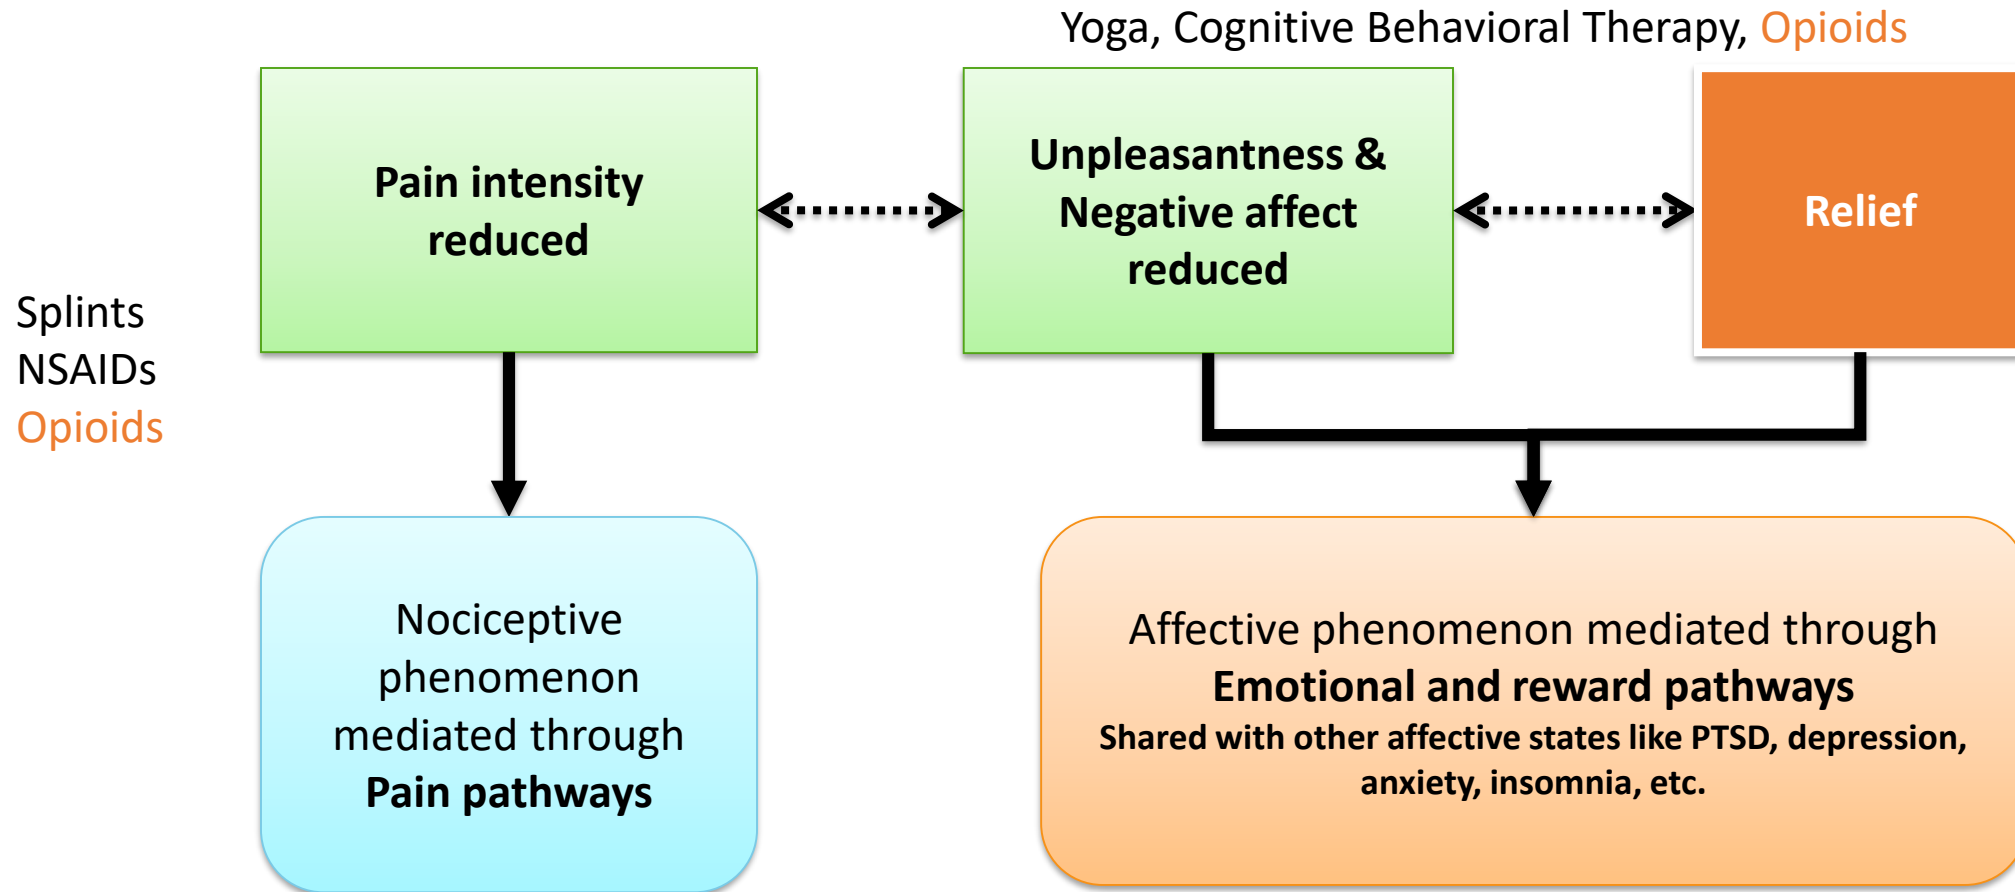 Yoga, Cognitive Behavioral Therapy, Opioids
Pain intensity
reduced
Unpleasantness &
Negative affect
reduced
Relief
Splints
NSAIDs
Opioids
Nociceptive
phenomenon
mediated through
Pain pathways
Affective phenomenon mediated through
Emotional and reward pathways
Shared with other affective states like PTSD, depression,
anxiety, insomnia, etc.